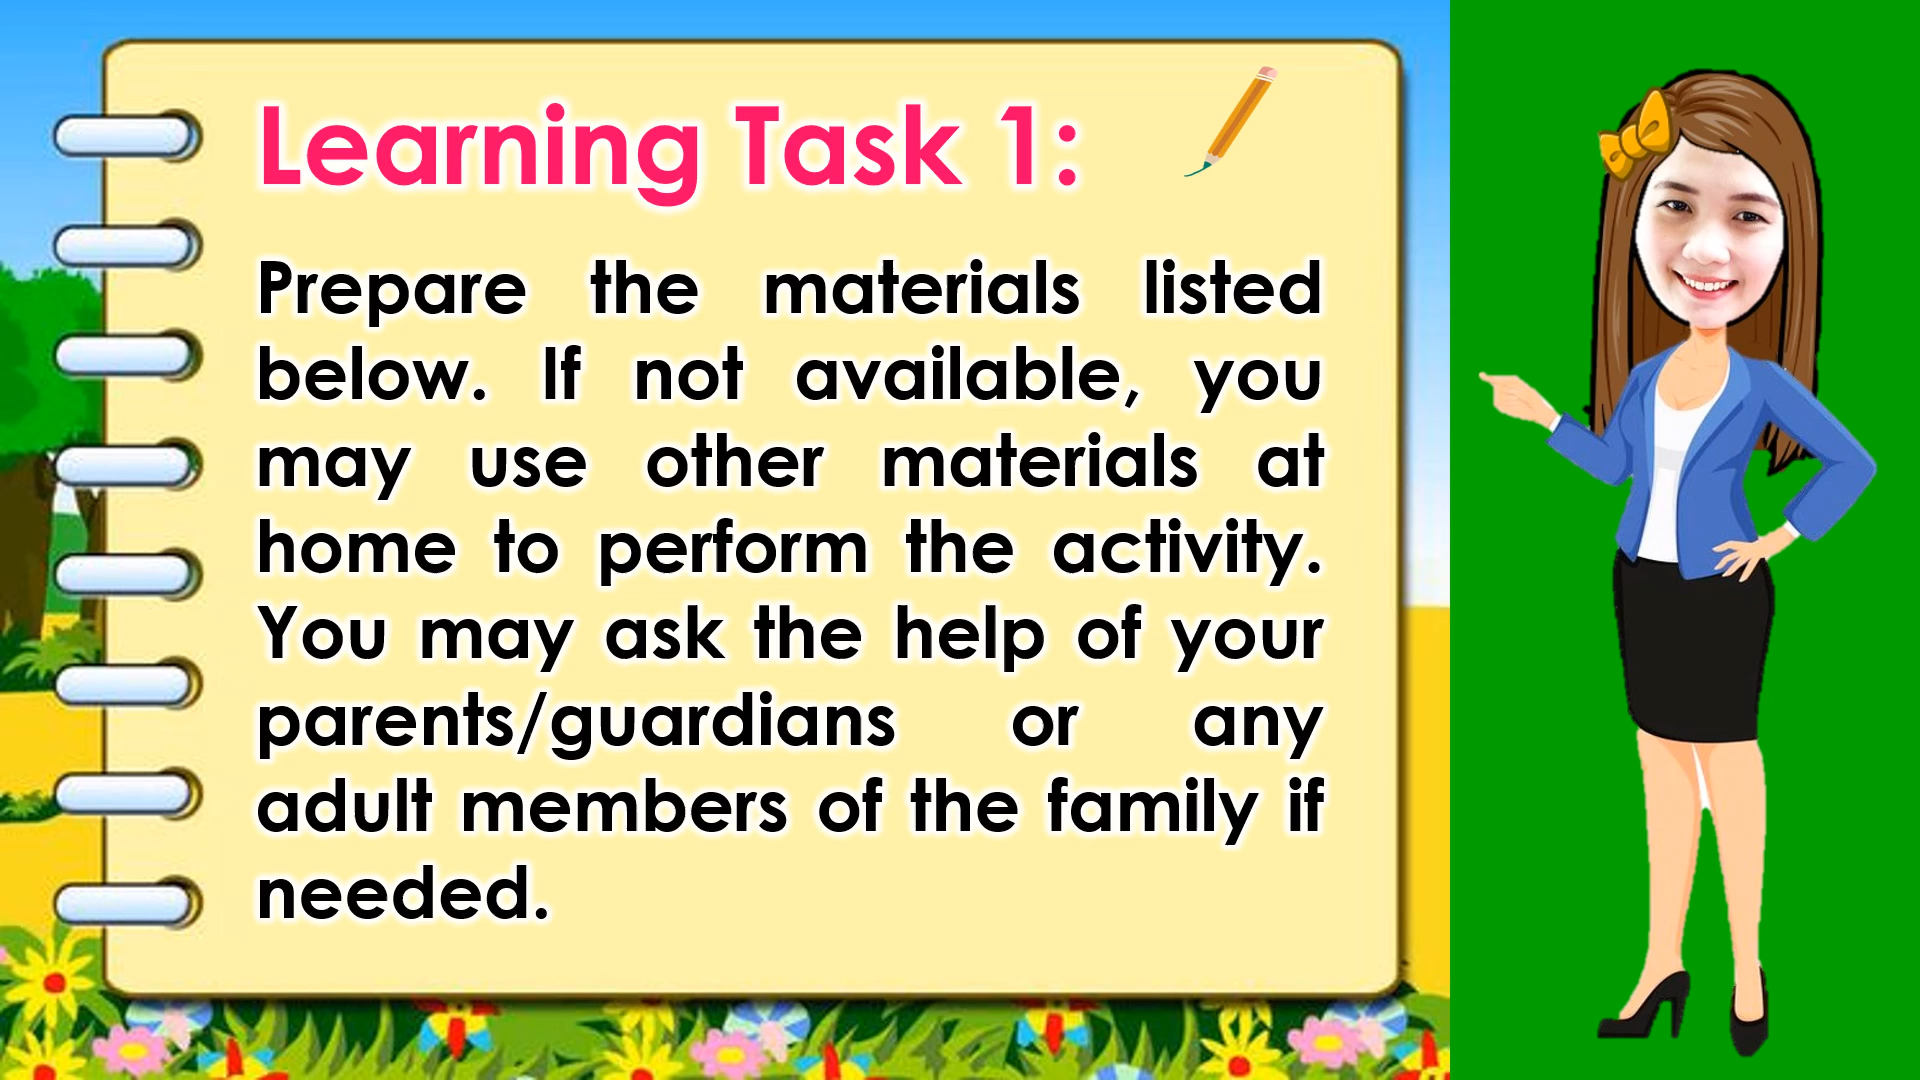 Learning Task 1:
Prepare the materials listed
below. If not available, you
may use other materials at
home to perform the activity.
You may ask the help of your
parents/guardians or any
adult members of the family if
needed.